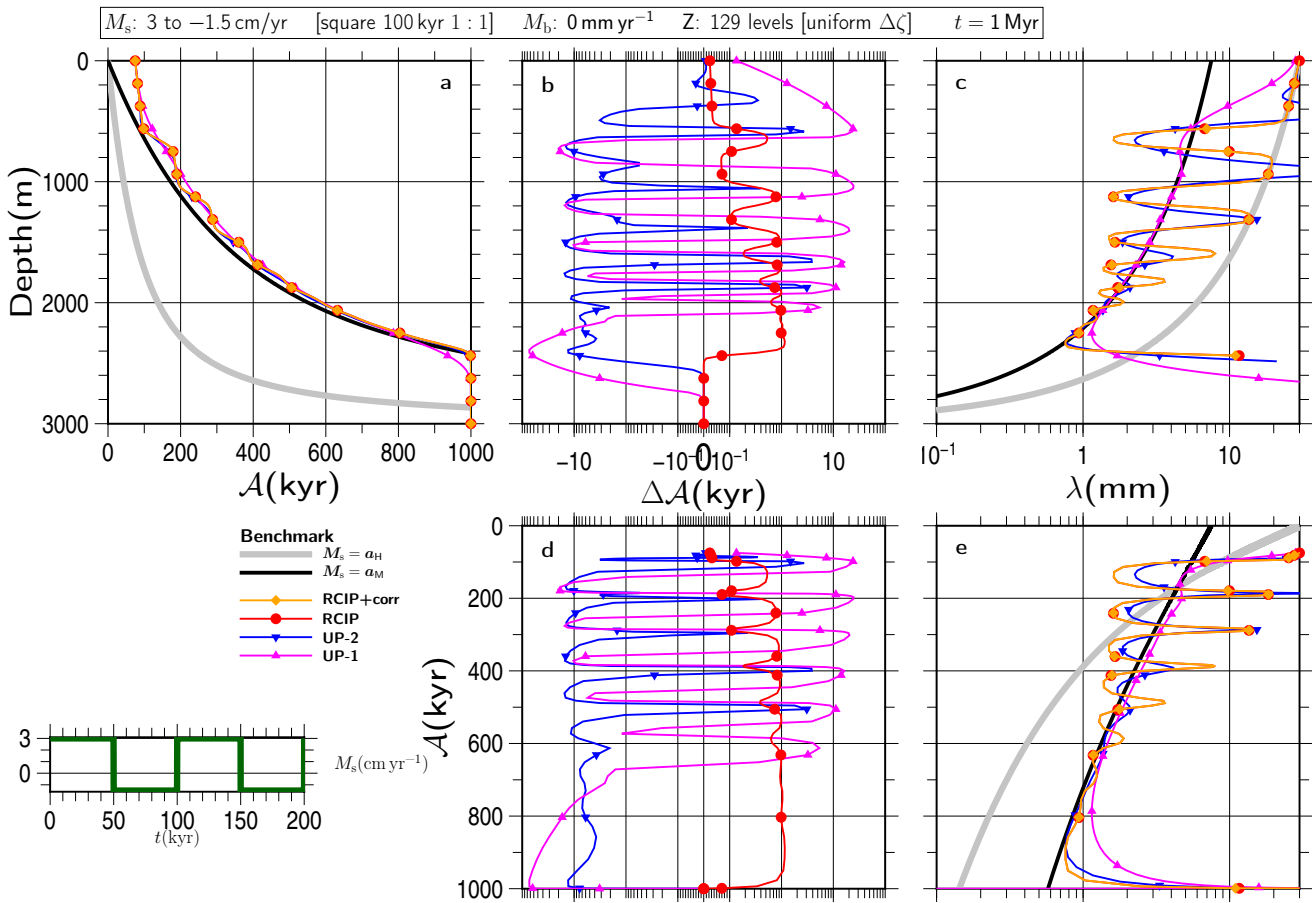 Mₛ: 3 to −1.5 cm/yr [square 100 kyr 1 : 1] M_b: 0 mm yr⁻¹ Z: 129 levels [uniform Δζ] t = 1 Myr
a
b
c
0
1000
2000
3000
Depth(m)
0 200 400 600 800 1000
𝒜(kyr)
−10 −10⁻¹ 0 10⁻¹ 10
Δ𝒜(kyr)
10⁻¹ 1 10
λ(mm)
Benchmark
Mₛ = a_H
Mₛ = a_M
RCIP+corr
RCIP
UP-2
UP-1
d
e
0
200
400
600
800
1000
𝒜(kyr)
3
0
Mₛ(cm yr⁻¹)
0 50 100 150 200
t(kyr)